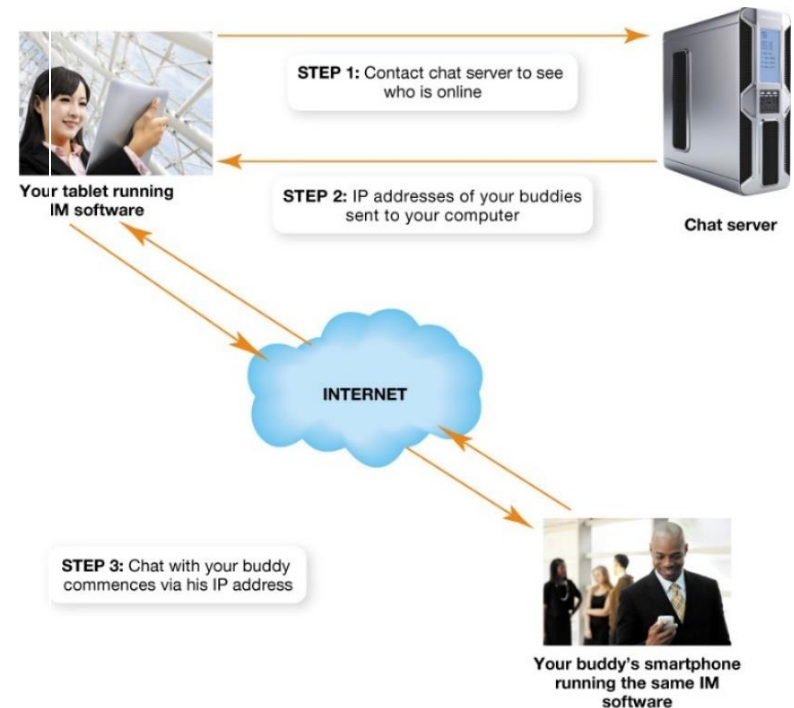 STEP 1: Contact chat server to see
who is online
STEP 2: IP addresses of your buddies
sent to your computer
Your tablet running
IM software
Chat server
INTERNET
STEP 3: Chat with your buddy
commences via his IP address
Your buddy's smartphone
running the same IM
software